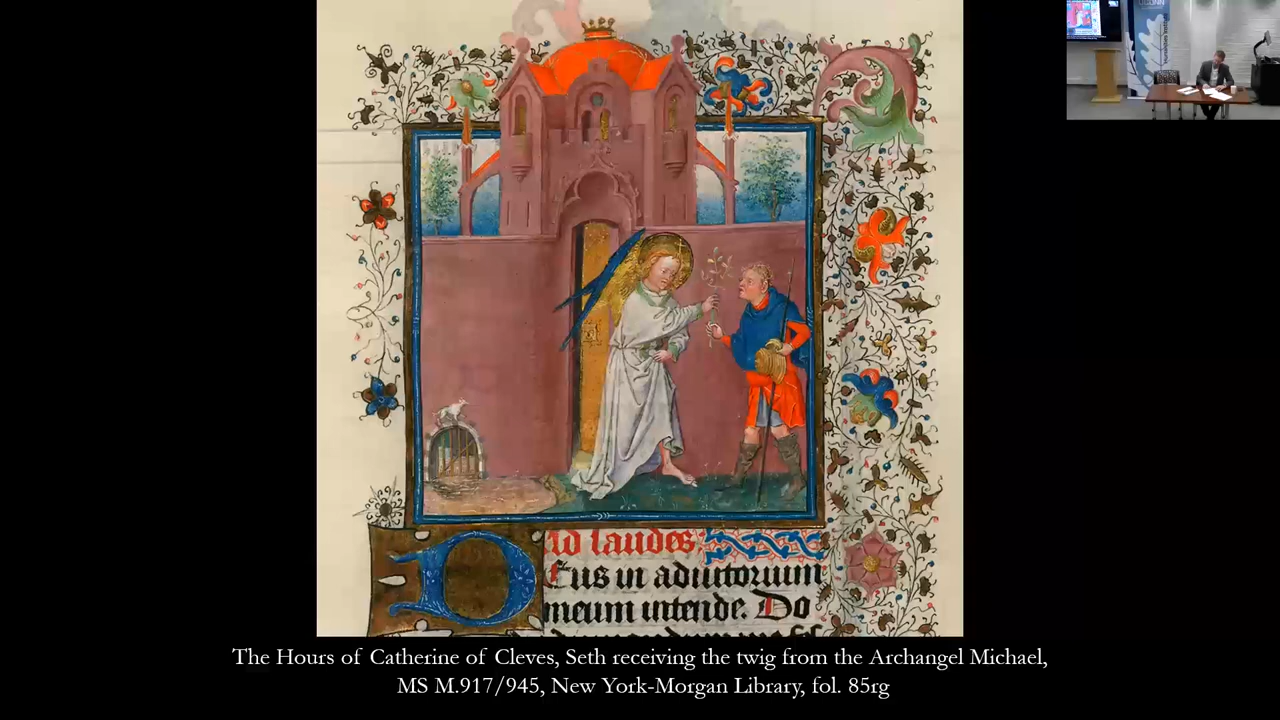 Ad laudes.
DEus in adiutorium
meum intende. Do
The Hours of Catherine of Cleves, Seth receiving the twig from the Archangel Michael,
MS M.917/945, New York-Morgan Library, fol. 85rg